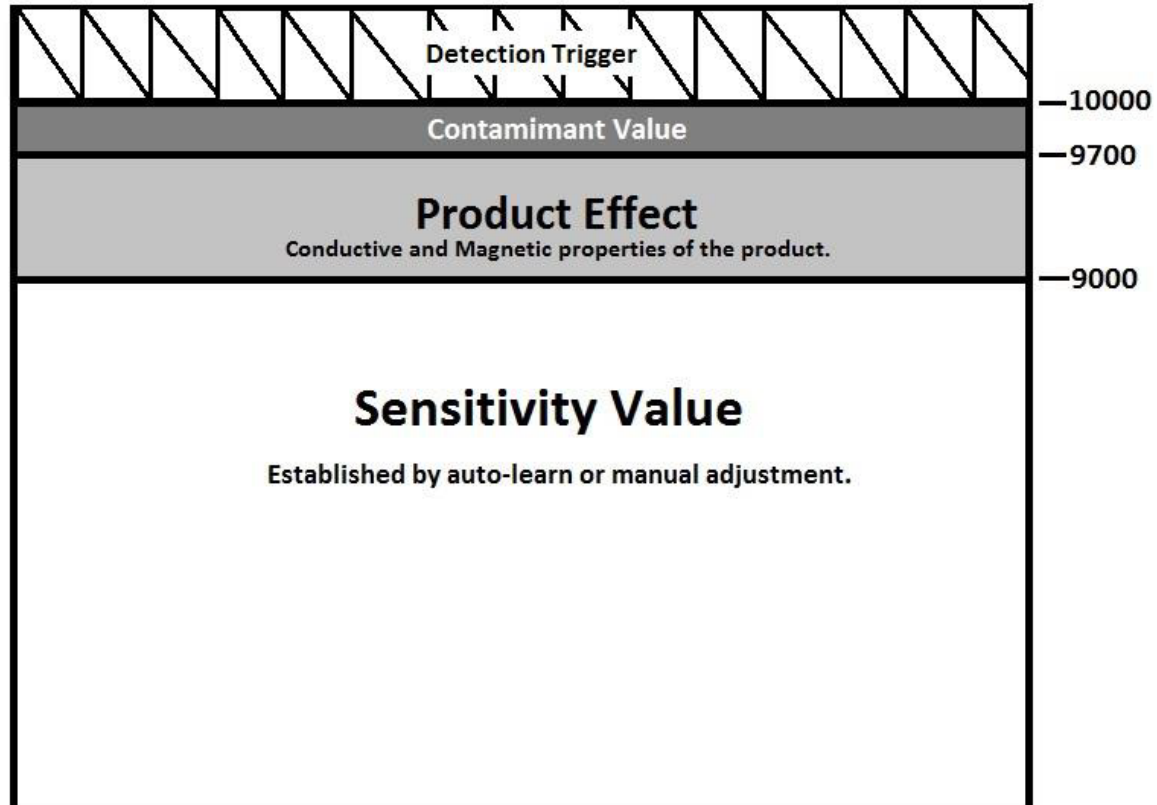 Detection Trigger
10000
Contamimant Value
9700
Product Effect
Conductive and Magnetic properties of the product.
9000
Sensitivity Value
Established by auto-learn or manual adjustment.